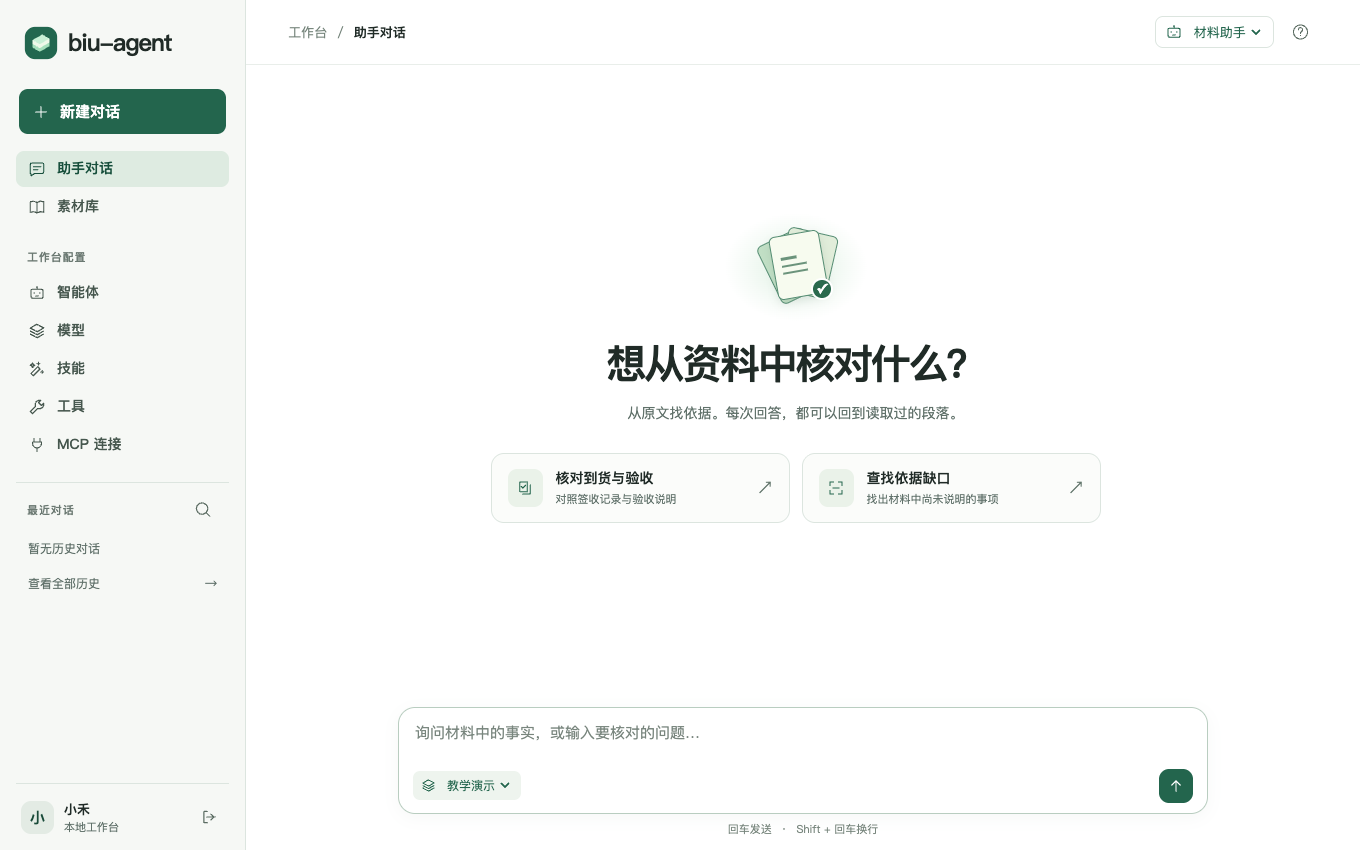 biu-agent
新建对话
助手对话
素材库
工作台配置
智能体
模型
技能
工具
MCP 连接
最近对话
暂无历史对话
查看全部历史
小
小禾
本地工作台
工作台 / 助手对话
材料助手
想从资料中核对什么?
从原文找依据。每次回答，都可以回到读取过的段落。
核对到货与验收
对照签收记录与验收说明
查找依据缺口
找出材料中尚未说明的事项
询问材料中的事实，或输入要核对的问题...
教学演示
回车发送 · Shift + 回车换行